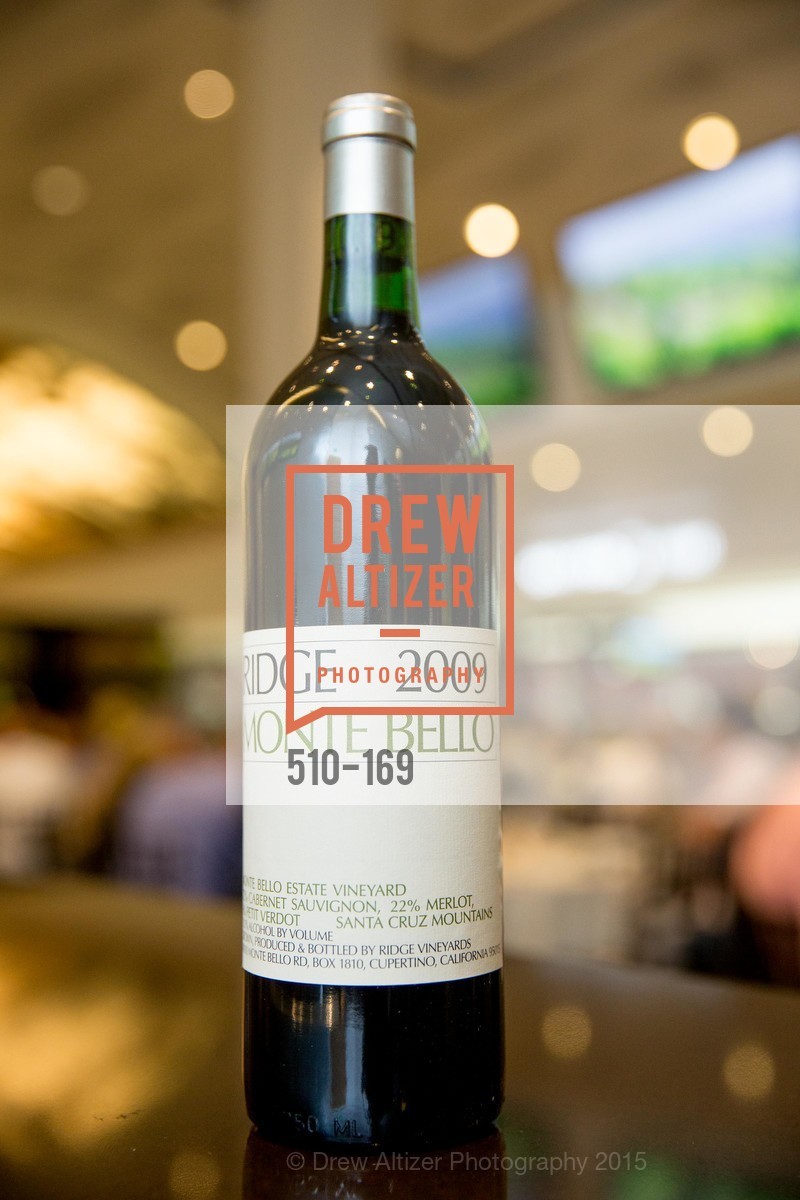 DREW
ALTIZER
RIDGE 2009
PHOTOGRAPHY
MONTE BELLO
510-169
MONTE BELLO ESTATE VINEYARD
CABERNET SAUVIGNON, 22% MERLOT,
PETIT VERDOT SANTA CRUZ MOUNTAINS
ALCOHOL BY VOLUME
PRODUCED & BOTTLED BY RIDGE VINEYARDS
MONTE BELLO RD, BOX 1810, CUPERTINO, CALIFORNIA
750 ML
© Drew Altizer Photography 2015